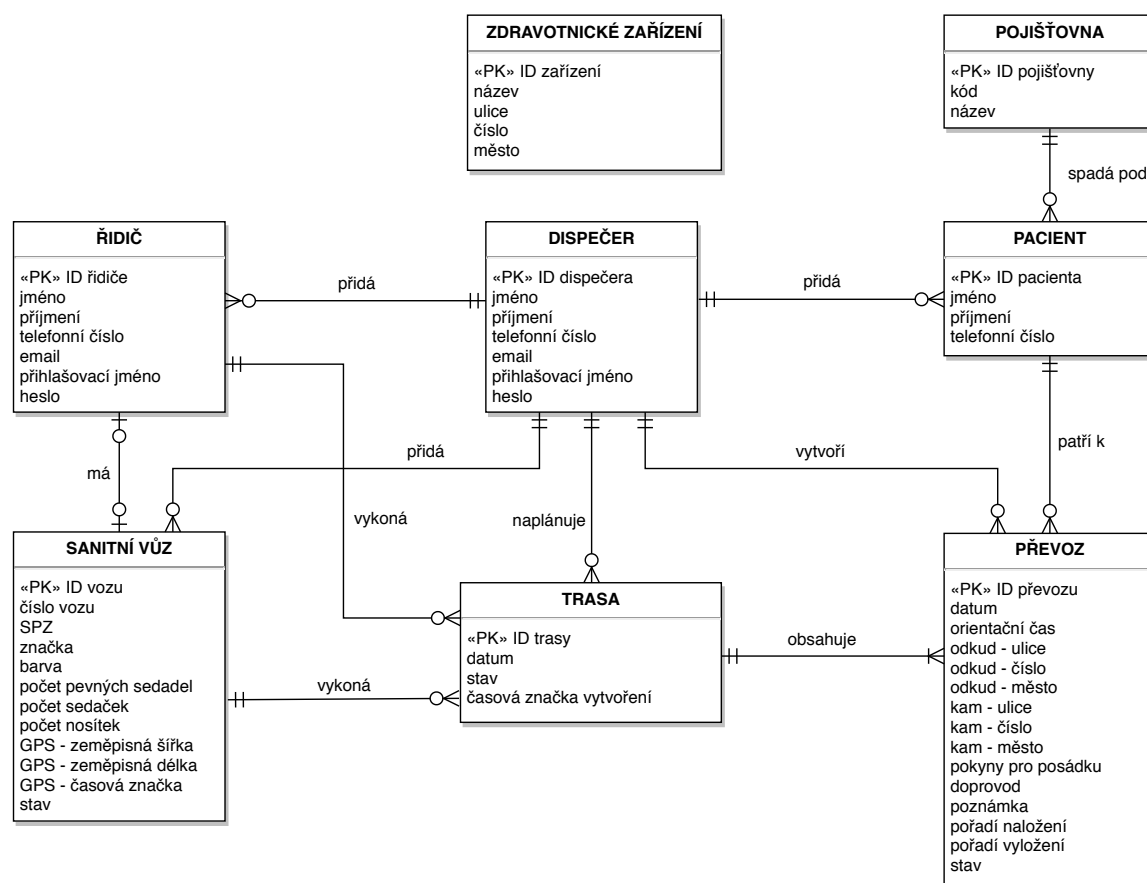 ZDRAVOTNICKÉ ZAŘÍZENÍ
«PK» ID zařízení
název
ulice
číslo
město
POJIŠŤOVNA
«PK» ID pojišťovny
kód
název
spadá pod
ŘIDIČ
«PK» ID řidiče
jméno
příjmení
telefonní číslo
email
přihlašovací jméno
heslo
přidá
DISPEČER
«PK» ID dispečera
jméno
příjmení
telefonní číslo
email
přihlašovací jméno
heslo
přidá
PACIENT
«PK» ID pacienta
jméno
příjmení
telefonní číslo
má
přidá
vykoná
naplánuje
vytvoří
patří k
SANITNÍ VŮZ
«PK» ID vozu
číslo vozu
SPZ
značka
barva
počet pevných sedadel
počet sedaček
počet nosítek
GPS - zeměpisná šířka
GPS - zeměpisná délka
GPS - časová značka
stav
vykoná
TRASA
«PK» ID trasy
datum
stav
časová značka vytvoření
obsahuje
PŘEVOZ
«PK» ID převozu
datum
orientační čas
odkud - ulice
odkud - číslo
odkud - město
kam - ulice
kam - číslo
kam - město
pokyny pro posádku
doprovod
poznámka
pořadí naložení
pořadí vyložení
stav